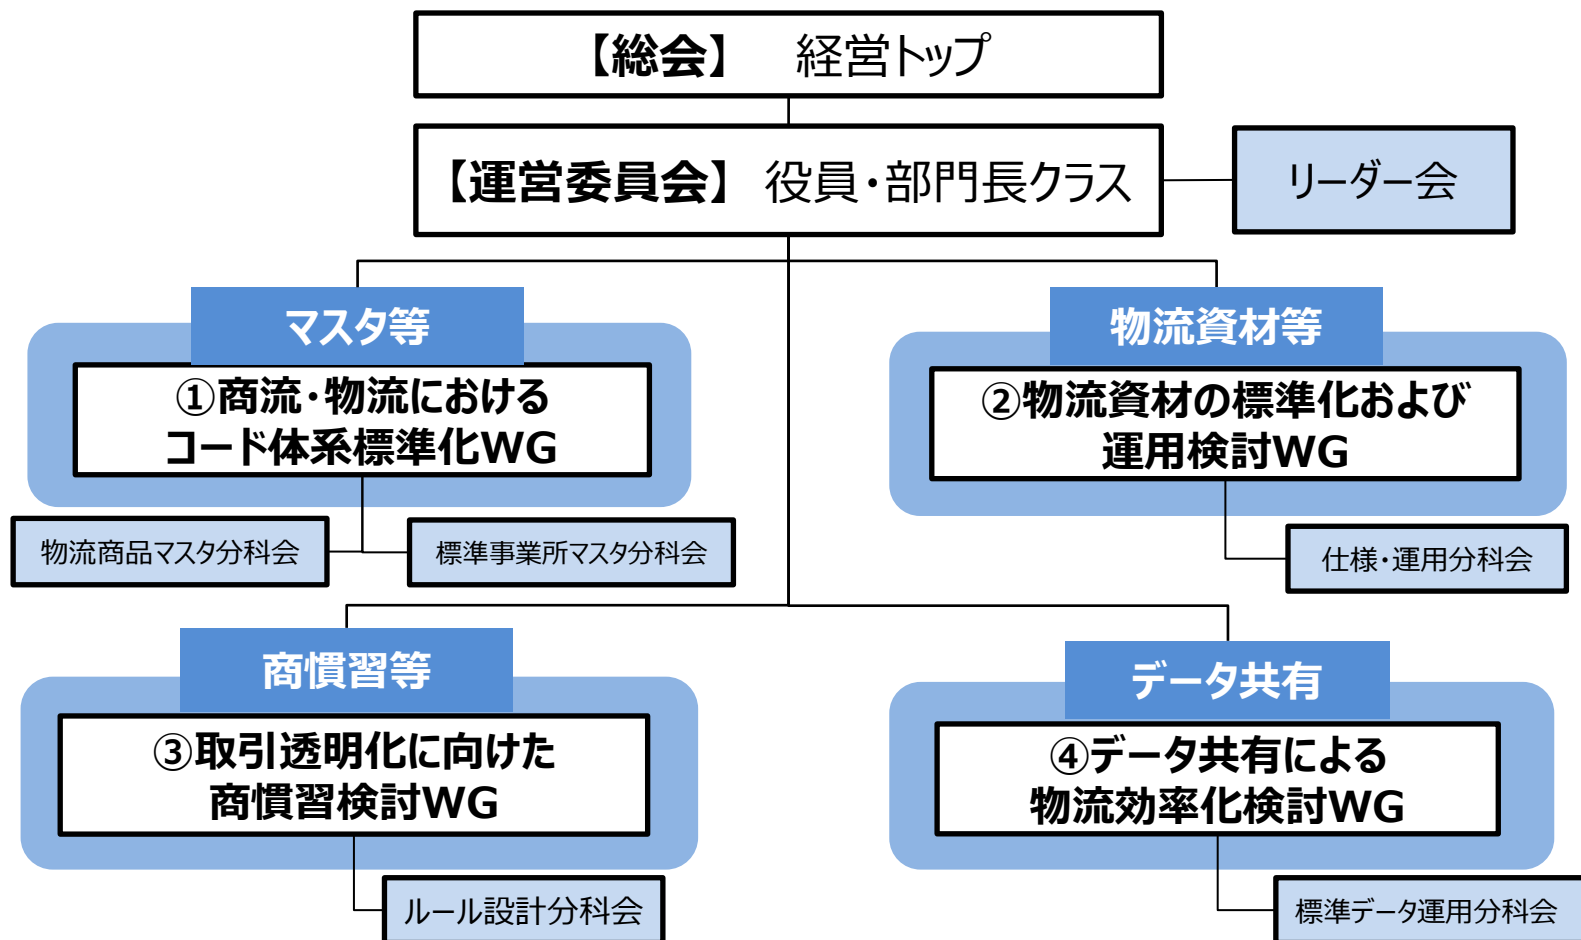 【総会】 経営トップ
【運営委員会】 役員・部門長クラス
リーダー会
マスタ等
①商流・物流における
コード体系標準化WG
物流商品マスタ分科会
標準事業所マスタ分科会
物流資材等
②物流資材の標準化および
運用検討WG
仕様・運用分科会
商慣習等
③取引透明化に向けた
商慣習検討WG
ルール設計分科会
データ共有
④データ共有による
物流効率化検討WG
標準データ運用分科会